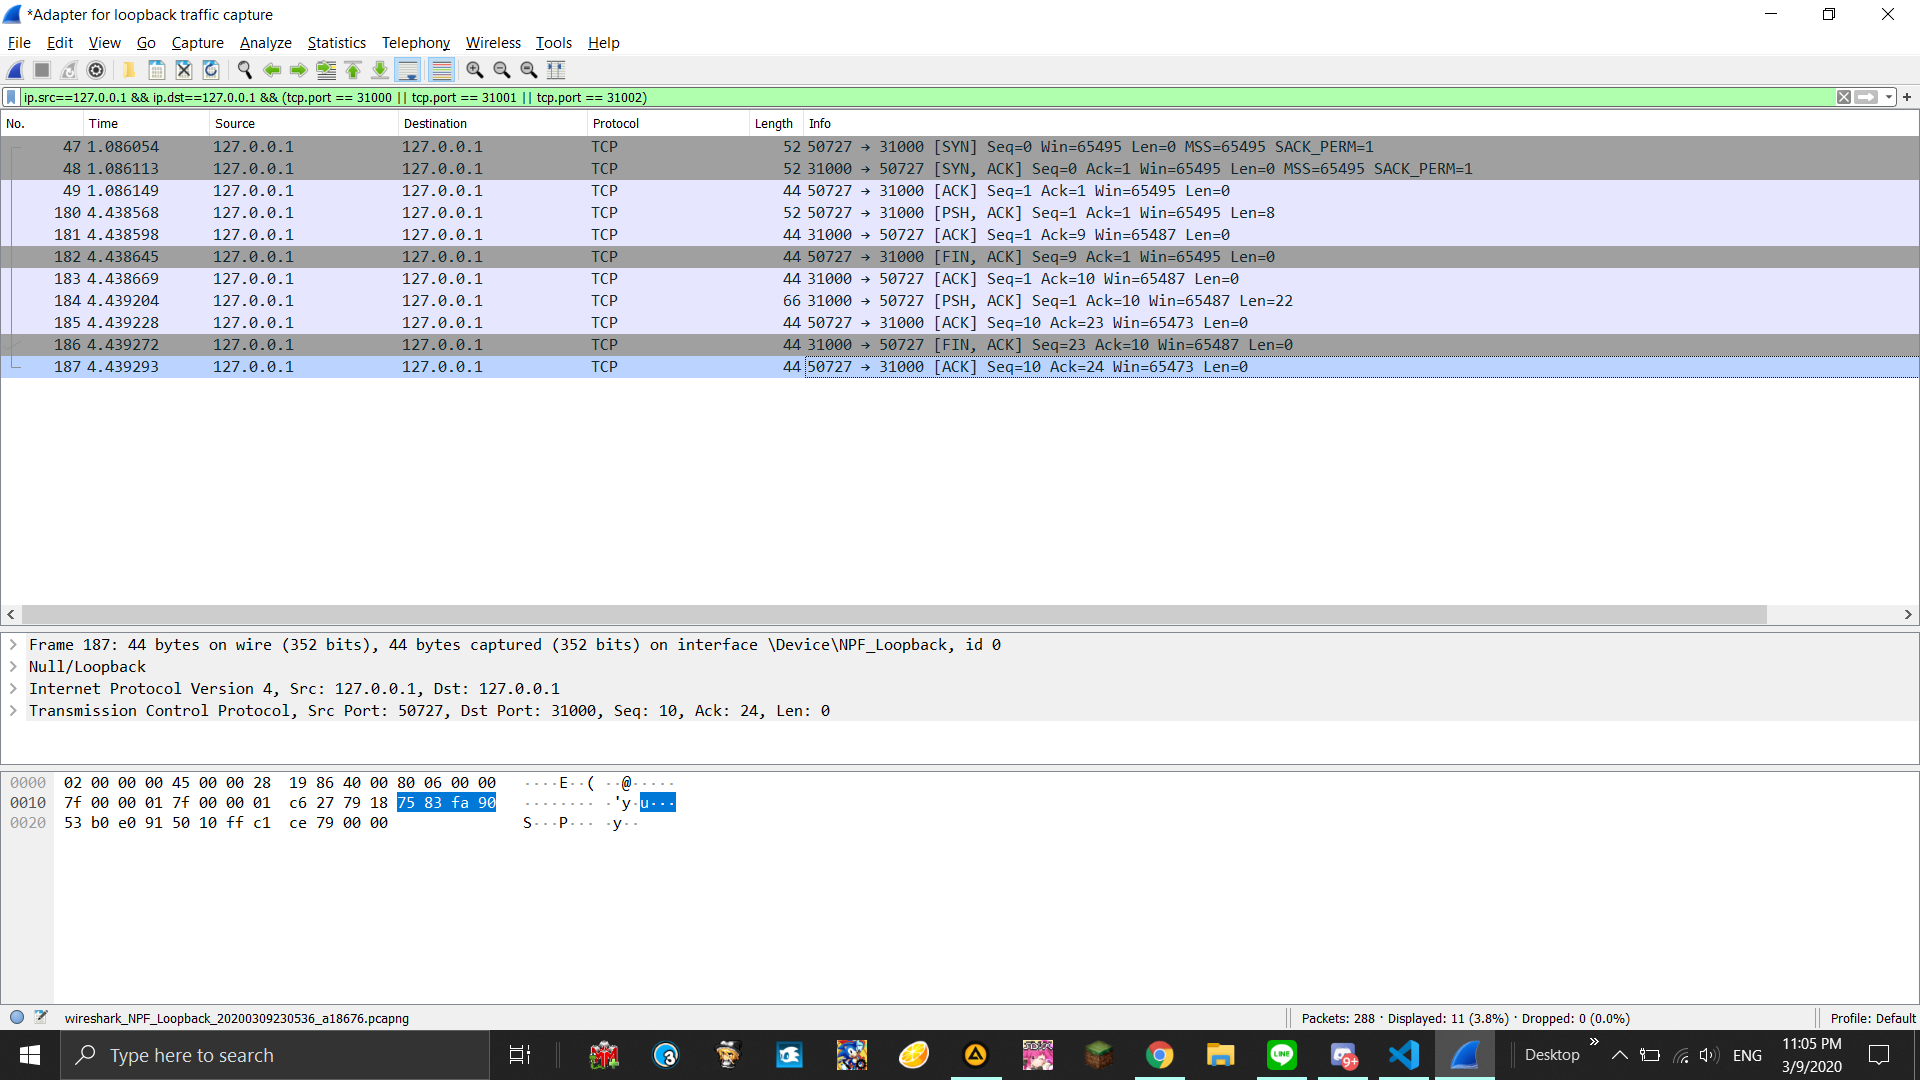 *Adapter for loopback traffic capture
File Edit View Go Capture Analyze Statistics Telephony Wireless Tools Help
ip.src==127.0.0.1 && ip.dst==127.0.0.1 && (tcp.port == 31000 || tcp.port == 31001 || tcp.port == 31002)
No. Time Source Destination Protocol Length Info
47 1.086054 127.0.0.1 127.0.0.1 TCP 52 50727 → 31000 [SYN] Seq=0 Win=65495 Len=0 MSS=65495 SACK_PERM=1
48 1.086113 127.0.0.1 127.0.0.1 TCP 52 31000 → 50727 [SYN, ACK] Seq=0 Ack=1 Win=65495 Len=0 MSS=65495 SACK_PERM=1
49 1.086149 127.0.0.1 127.0.0.1 TCP 44 50727 → 31000 [ACK] Seq=1 Ack=1 Win=65495 Len=0
180 4.438568 127.0.0.1 127.0.0.1 TCP 52 50727 → 31000 [PSH, ACK] Seq=1 Ack=1 Win=65495 Len=8
181 4.438598 127.0.0.1 127.0.0.1 TCP 44 31000 → 50727 [ACK] Seq=1 Ack=9 Win=65487 Len=0
182 4.438645 127.0.0.1 127.0.0.1 TCP 44 50727 → 31000 [FIN, ACK] Seq=9 Ack=1 Win=65495 Len=0
183 4.438669 127.0.0.1 127.0.0.1 TCP 44 31000 → 50727 [ACK] Seq=1 Ack=10 Win=65487 Len=0
184 4.439204 127.0.0.1 127.0.0.1 TCP 66 31000 → 50727 [PSH, ACK] Seq=1 Ack=10 Win=65487 Len=22
185 4.439228 127.0.0.1 127.0.0.1 TCP 44 50727 → 31000 [ACK] Seq=10 Ack=23 Win=65473 Len=0
186 4.439272 127.0.0.1 127.0.0.1 TCP 44 31000 → 50727 [FIN, ACK] Seq=23 Ack=10 Win=65487 Len=0
187 4.439293 127.0.0.1 127.0.0.1 TCP 44 50727 → 31000 [ACK] Seq=10 Ack=24 Win=65473 Len=0
Frame 187: 44 bytes on wire (352 bits), 44 bytes captured (352 bits) on interface \Device\NPF_Loopback, id 0
Null/Loopback
Internet Protocol Version 4, Src: 127.0.0.1, Dst: 127.0.0.1
Transmission Control Protocol, Src Port: 50727, Dst Port: 31000, Seq: 10, Ack: 24, Len: 0
0000 02 00 00 00 45 00 00 28 19 86 40 00 80 06 00 00 ····E··( ··@·····
0010 7f 00 00 01 7f 00 00 01 c6 27 79 18 75 83 fa 90 ········ ·'y·u···
0020 53 b0 e0 91 50 10 ff c1 ce 79 00 00 S···P··· ·y··
wireshark_NPF_Loopback_20200309230536_a18676.pcapng
Packets: 288 · Displayed: 11 (3.8%) · Dropped: 0 (0.0%)
Profile: Default
Type here to search
LINE
9+
Desktop
ENG
11:05 PM
3/9/2020